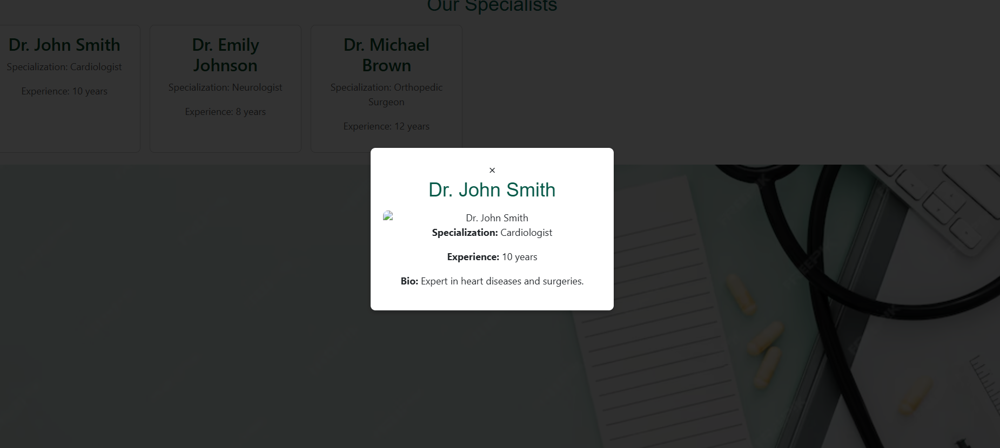 Our Specialists
Dr. John Smith
Specialization: Cardiologist
Experience: 10 years
Dr. Emily
Johnson
Specialization: Neurologist
Experience: 8 years
Dr. Michael
Brown
Specialization: Orthopedic
Surgeon
Experience: 12 years
×
Dr. John Smith
Dr. John Smith
Specialization: Cardiologist
Experience: 10 years
Bio: Expert in heart diseases and surgeries.